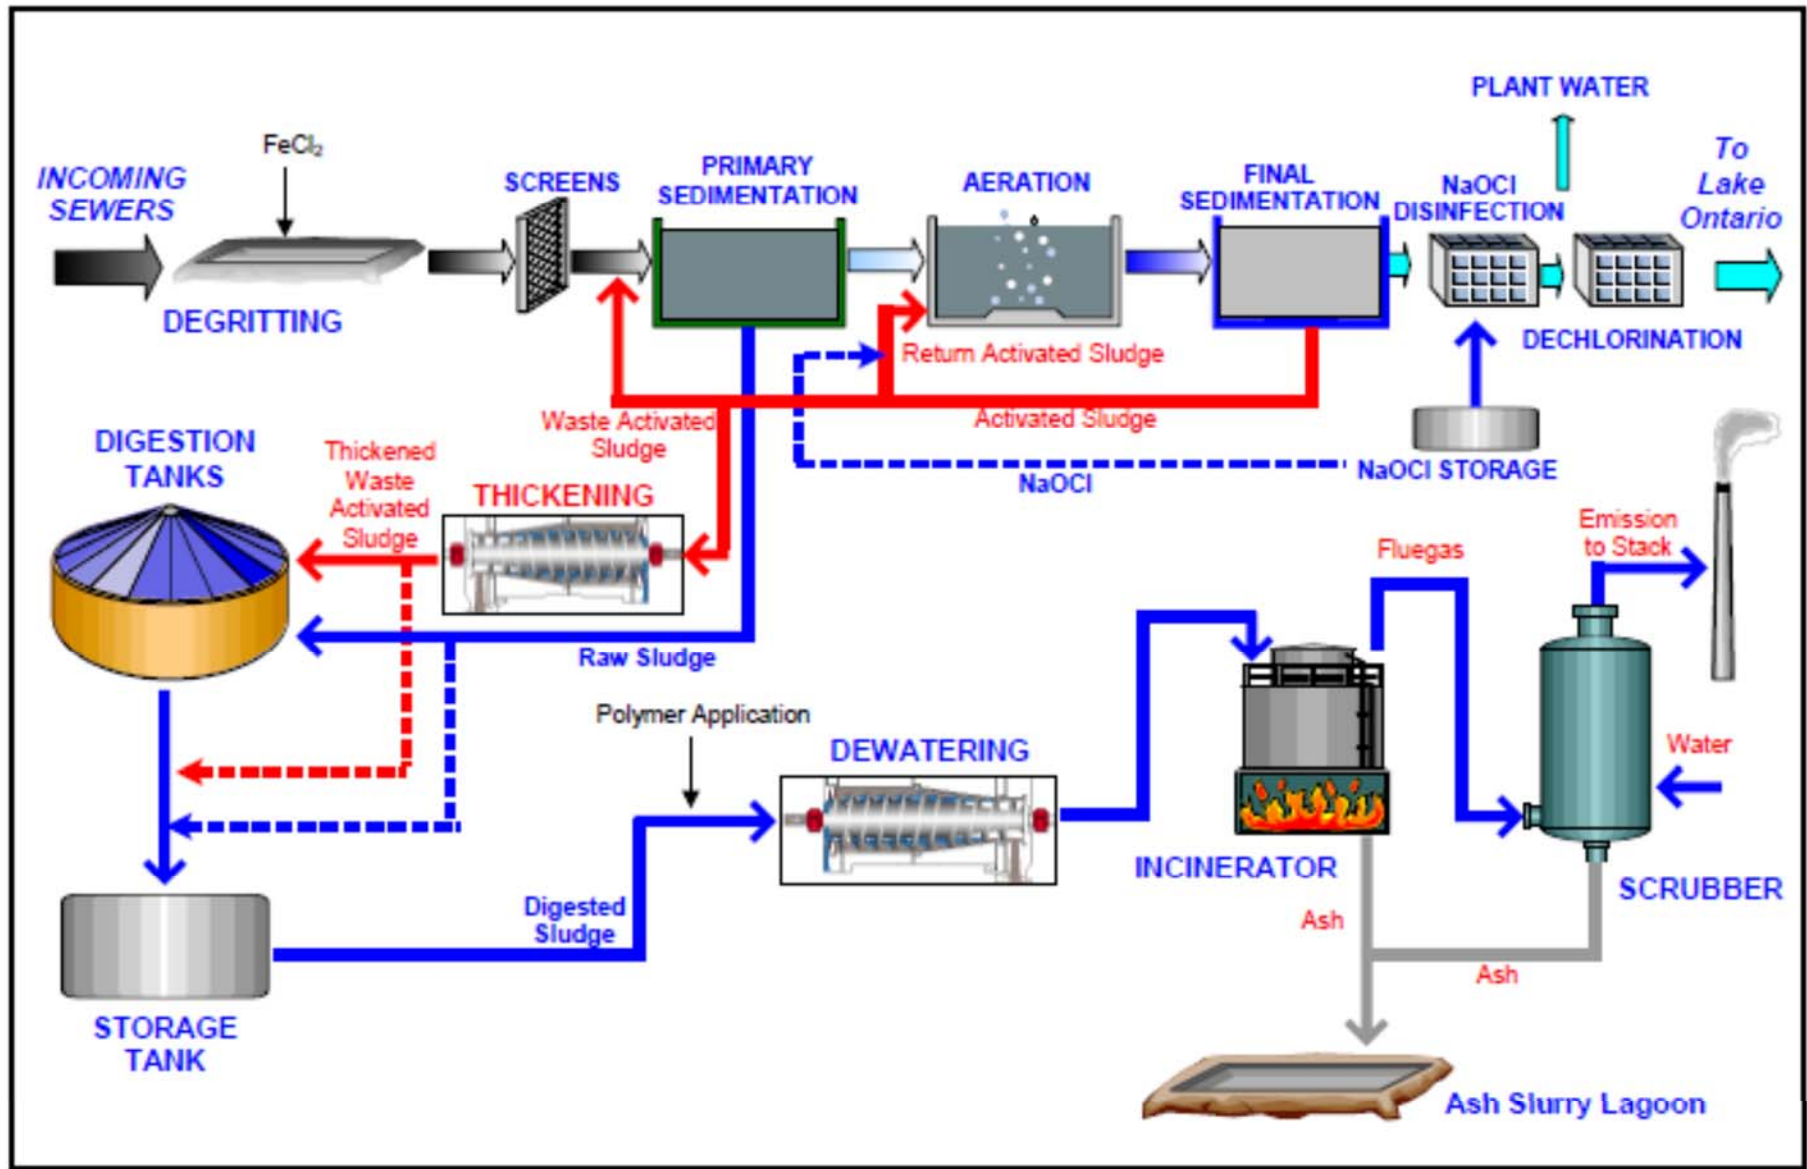 PLANT WATER
FeCl₂
To
Lake
Ontario
INCOMING
SEWERS
SCREENS
PRIMARY
SEDIMENTATION
AERATION
FINAL
SEDIMENTATION
NaOCl
DISINFECTION
DEGRITTING
DECHLORINATION
Return Activated Sludge
Waste Activated
Sludge
Activated Sludge
NaOCl
NaOCl STORAGE
DIGESTION
TANKS
Thickened
Waste
Activated
Sludge
THICKENING
Raw Sludge
Emission
to Stack
Fluegas
Polymer Application
DEWATERING
Water
INCINERATOR
SCRUBBER
Digested
Sludge
Ash
Ash
STORAGE
TANK
Ash Slurry Lagoon